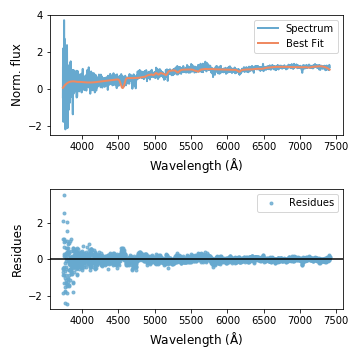 4
2
0
−2
Norm. flux
Spectrum
Best Fit
4000 4500 5000 5500 6000 6500 7000 7500
Wavelength (Å)
2
0
−2
Residues
Residues
4000 4500 5000 5500 6000 6500 7000 7500
Wavelength (Å)